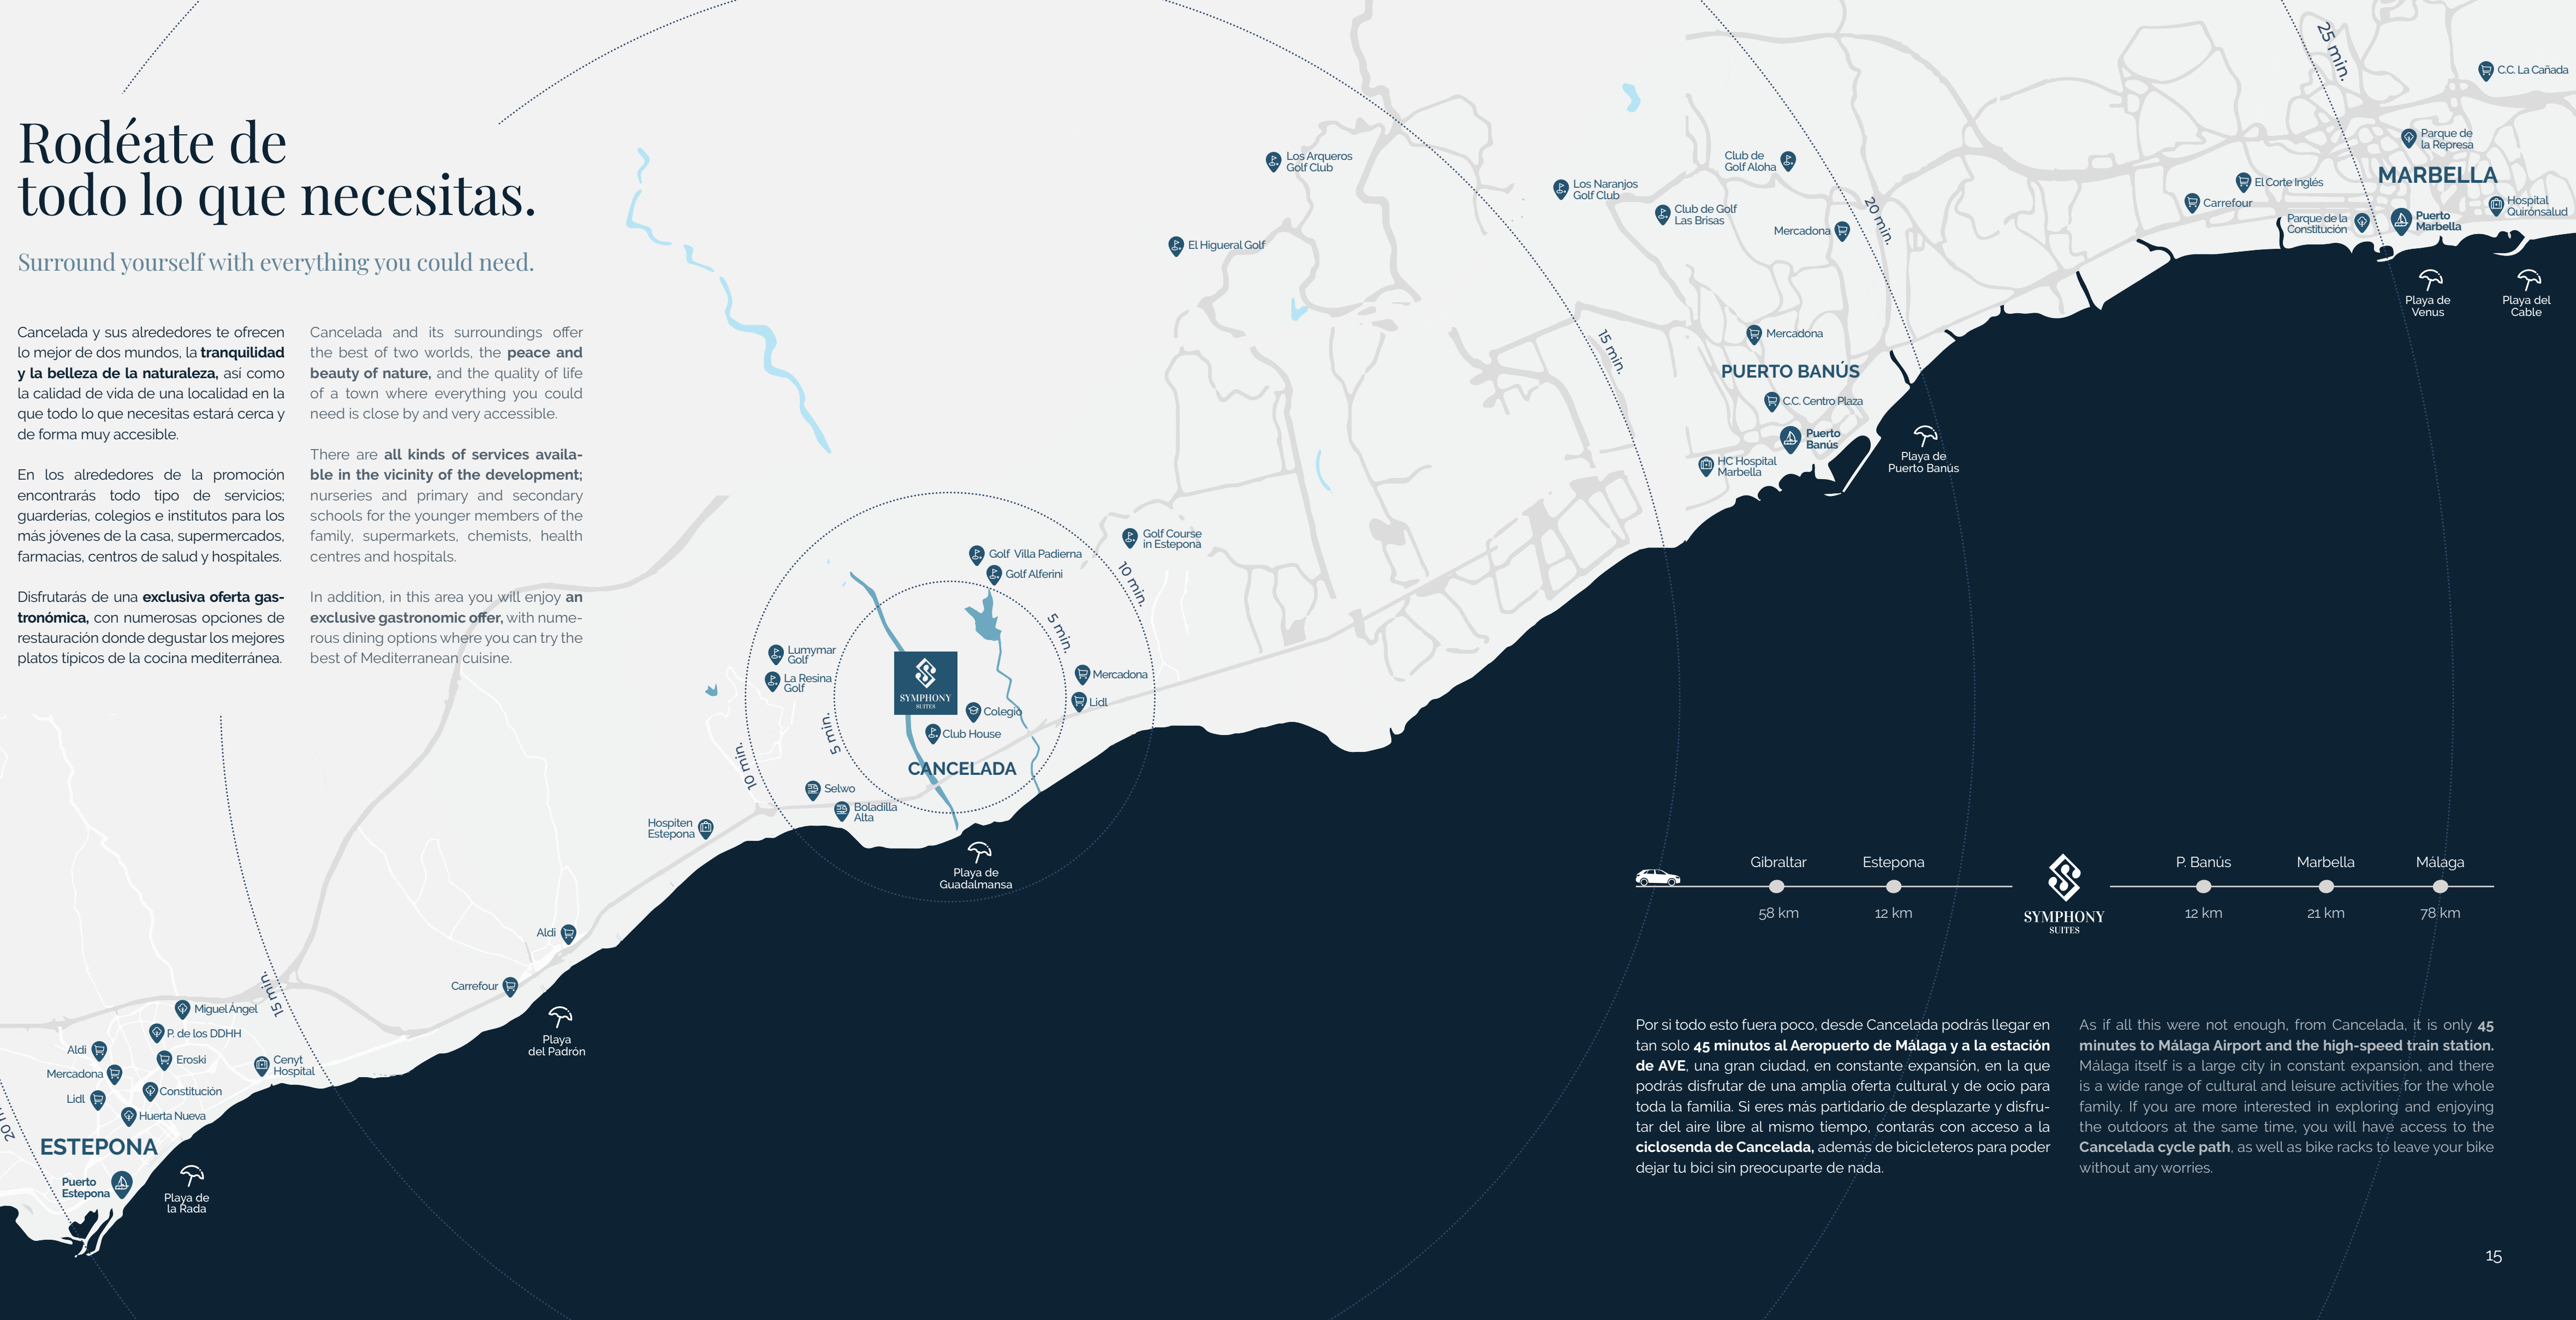 Rodéate de
todo lo que necesitas.
Surround yourself with everything you could need.
Cancelada y sus alrededores te ofrecen
lo mejor de dos mundos, la tranquilidad
y la belleza de la naturaleza, así como
la calidad de vida de una localidad en la
que todo lo que necesitas estará cerca y
de forma muy accesible.
En los alrededores de la promoción
encontrarás todo tipo de servicios;
guarderías, colegios e institutos para los
más jóvenes de la casa, supermercados,
farmacias, centros de salud y hospitales.
Disfrutarás de una exclusiva oferta gas-
tronómica, con numerosas opciones de
restauración donde degustar los mejores
platos típicos de la cocina mediterránea.
Cancelada and its surroundings offer
the best of two worlds, the peace and
beauty of nature, and the quality of life
of a town where everything you could
need is close by and very accessible.
There are all kinds of services availa-
ble in the vicinity of the development;
nurseries and primary and secondary
schools for the younger members of the
family, supermarkets, chemists, health
centres and hospitals.
In addition, in this area you will enjoy an
exclusive gastronomic offer, with nume-
rous dining options where you can try the
best of Mediterranean cuisine.
Los Arqueros
Golf Club
El Higueral Golf
Los Naranjos
Golf Club
Club de Golf
Las Brisas
Club de
Golf Aloha
Mercadona
20 min.
25 min.
C.C. La Cañada
Parque de
la Represa
MARBELLA
El Corte Inglés
Carrefour
Parque de la
Constitución
Puerto
Marbella
Hospital
Quirónsalud
Playa de
Venus
Playa del
Cable
15 min.
Mercadona
PUERTO BANÚS
C.C. Centro Plaza
Puerto
Banús
HC Hospital
Marbella
Playa de
Puerto Banús
Golf Course
in Estepona
Golf Villa Padierna
Golf Alferini
10 min.
5 min.
Lumymar
Golf
La Resina
Golf
SYMPHONY
SUITES
Mercadona
Lidl
Colegio
Club House
5 min.
10 min.
CANCELADA
Selwo
Boladilla
Alta
Hospiten
Estepona
Playa de
Guadalmansa
Aldi
Carrefour
Playa
del Padrón
15 min
Miguel Ángel
P. de los DDHH
Aldi
Eroski
Cenyt
Hospital
Mercadona
Constitución
Lidl
Huerta Nueva
20 m
ESTEPONA
Puerto
Estepona
Playa de
la Rada
Gibraltar
Estepona
P. Banús
Marbella
Málaga
58 km
12 km
SYMPHONY
SUITES
12 km
21 km
78 km
Por si todo esto fuera poco, desde Cancelada podrás llegar en
tan solo 45 minutos al Aeropuerto de Málaga y a la estación
de AVE, una gran ciudad, en constante expansión, en la que
podrás disfrutar de una amplia oferta cultural y de ocio para
toda la familia. Si eres más partidario de desplazarte y disfru-
tar del aire libre al mismo tiempo, contarás con acceso a la
ciclosenda de Cancelada, además de bicicleteros para poder
dejar tu bici sin preocuparte de nada.
As if all this were not enough, from Cancelada, it is only 45
minutes to Málaga Airport and the high-speed train station.
Málaga itself is a large city in constant expansion, and there
is a wide range of cultural and leisure activities for the whole
family. If you are more interested in exploring and enjoying
the outdoors at the same time, you will have access to the
Cancelada cycle path, as well as bike racks to leave your bike
without any worries.
15